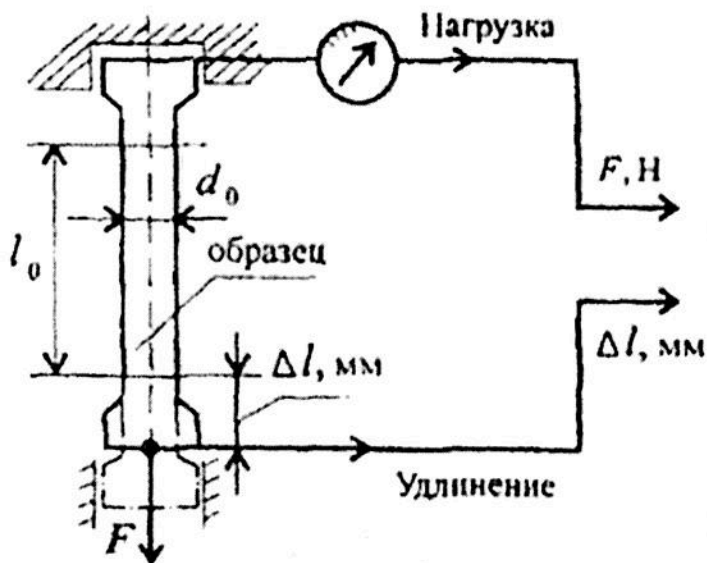 Нагрузка
F, Н
d₀
l₀
образец
Δl, мм
Δl, мм
Удлинение
F